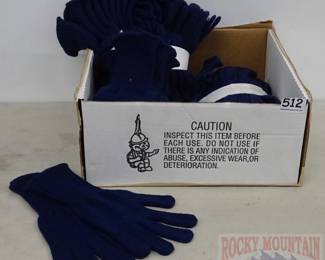 512
CAUTION
INSPECT THIS ITEM BEFORE
EACH USE. DO NOT USE IF
THERE IS ANY INDICATION OF
ABUSE, EXCESSIVE WEAR, OR
DETERIORATION.
ROCKY MOUNTAIN